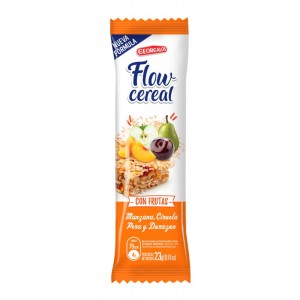 NUEVA
FÓRMULA
GEORGALOS
Flow
cereal
CON FRUTAS
Manzana, Ciruela
Pera y Durazno
23g